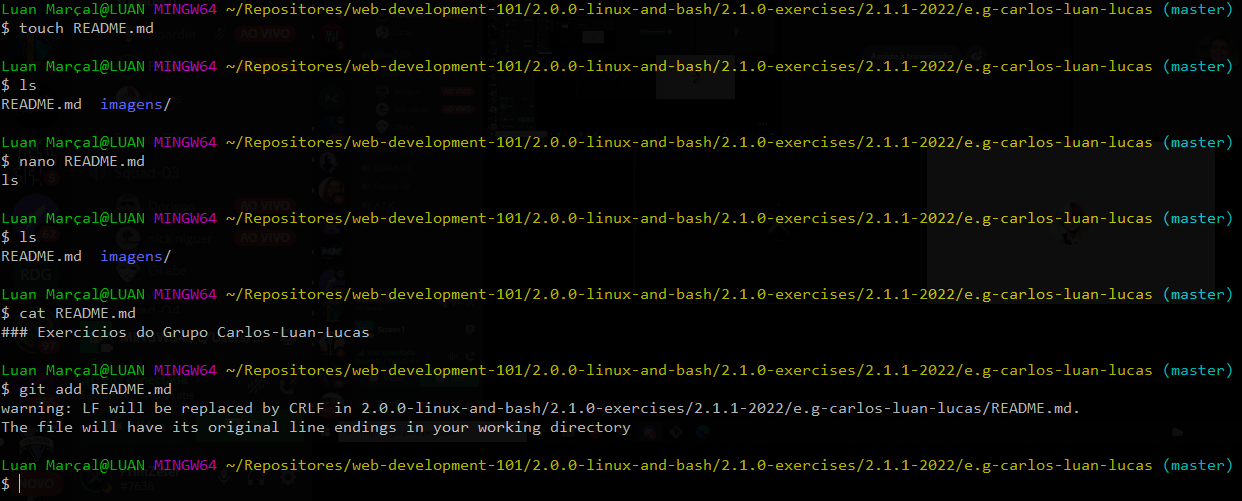 Luan Marçal@LUAN MINGW64 ~/Repositores/web-development-101/2.0.0-linux-and-bash/2.1.0-exercises/2.1.1-2022/e.g-carlos-luan-lucas (master)
$ touch README.md
Luan Marçal@LUAN MINGW64 ~/Repositores/web-development-101/2.0.0-linux-and-bash/2.1.0-exercises/2.1.1-2022/e.g-carlos-luan-lucas (master)
$ ls
README.md  imagens/
Luan Marçal@LUAN MINGW64 ~/Repositores/web-development-101/2.0.0-linux-and-bash/2.1.0-exercises/2.1.1-2022/e.g-carlos-luan-lucas (master)
$ nano README.md
ls
Luan Marçal@LUAN MINGW64 ~/Repositores/web-development-101/2.0.0-linux-and-bash/2.1.0-exercises/2.1.1-2022/e.g-carlos-luan-lucas (master)
$ ls
README.md  imagens/
Luan Marçal@LUAN MINGW64 ~/Repositores/web-development-101/2.0.0-linux-and-bash/2.1.0-exercises/2.1.1-2022/e.g-carlos-luan-lucas (master)
$ cat README.md
### Exercicios do Grupo Carlos-Luan-Lucas
Luan Marçal@LUAN MINGW64 ~/Repositores/web-development-101/2.0.0-linux-and-bash/2.1.0-exercises/2.1.1-2022/e.g-carlos-luan-lucas (master)
$ git add README.md
warning: LF will be replaced by CRLF in 2.0.0-linux-and-bash/2.1.0-exercises/2.1.1-2022/e.g-carlos-luan-lucas/README.md.
The file will have its original line endings in your working directory
Luan Marçal@LUAN MINGW64 ~/Repositores/web-development-101/2.0.0-linux-and-bash/2.1.0-exercises/2.1.1-2022/e.g-carlos-luan-lucas (master)
$